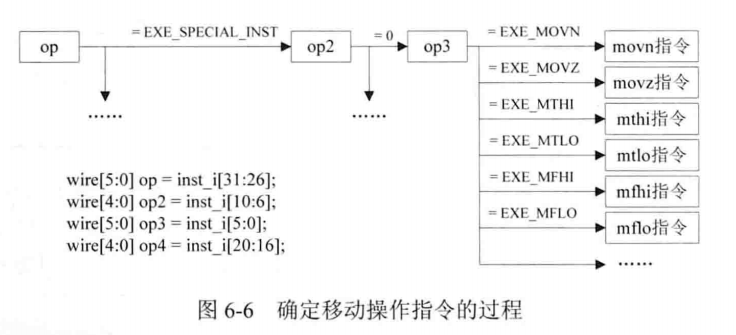 op
= EXE_SPECIAL_INST
op2
= 0
op3
= EXE_MOVN
movn指令
= EXE_MOVZ
movz指令
= EXE_MTHI
mthi指令
= EXE_MTLO
mtlo指令
= EXE_MFHI
mfhi指令
= EXE_MFLO
mflo指令
……
……
……
wire[5:0] op = inst_i[31:26];
wire[4:0] op2 = inst_i[10:6];
wire[5:0] op3 = inst_i[5:0];
wire[4:0] op4 = inst_i[20:16];
图 6-6 确定移动操作指令的过程